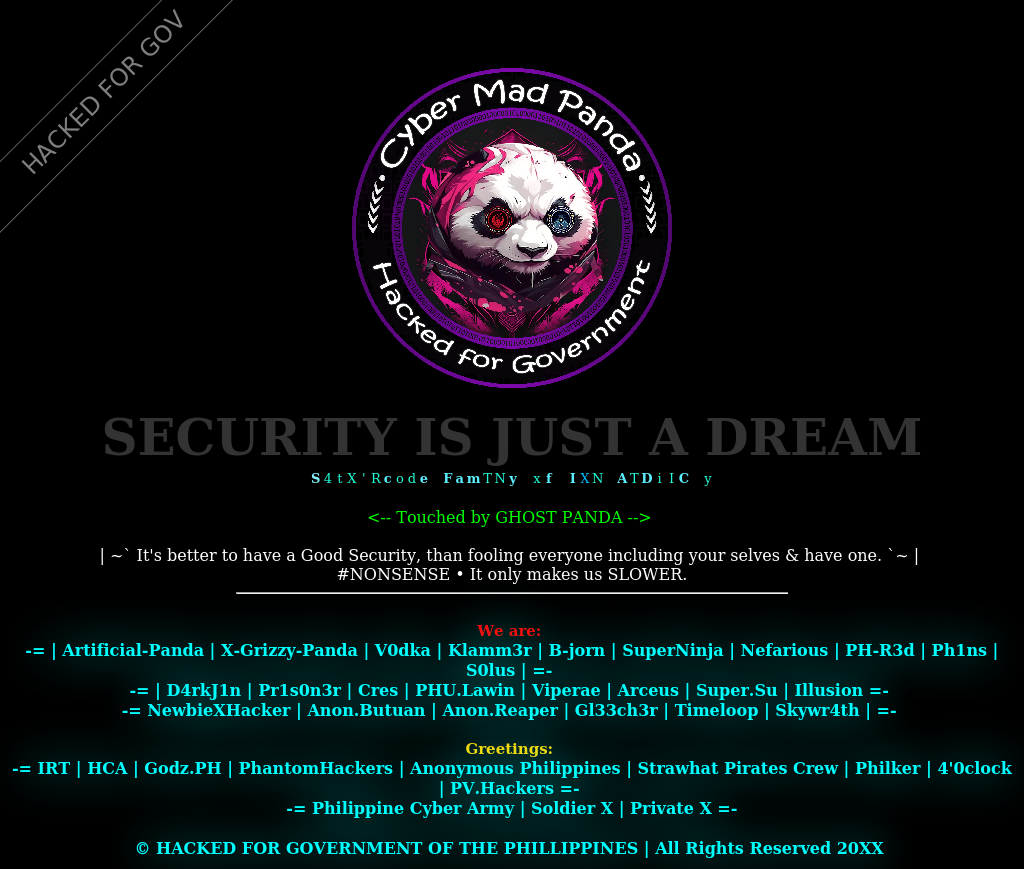 HACKED FOR GOV
Cyber Mad Panda
Hacked for Government
SECURITY IS JUST A DREAM
S4tX'Rcode FamTNy xf IXN ATDiIC y
<-- Touched by GHOST PANDA -->
| ~` It's better to have a Good Security, than fooling everyone including your selves & have one. `~ |
#NONSENSE • It only makes us SLOWER.
We are:
-= | Artificial-Panda | X-Grizzy-Panda | V0dka | Klamm3r | B-jorn | SuperNinja | Nefarious | PH-R3d | Ph1ns |
S0lus | =-
-= | D4rkJ1n | Pr1s0n3r | Cres | PHU.Lawin | Viperae | Arceus | Super.Su | Illusion =-
-= NewbieXHacker | Anon.Butuan | Anon.Reaper | Gl33ch3r | Timeloop | Skywr4th | =-
Greetings:
-= IRT | HCA | Godz.PH | PhantomHackers | Anonymous Philippines | Strawhat Pirates Crew | Philker | 4'0clock
| PV.Hackers =-
-= Philippine Cyber Army | Soldier X | Private X =-
© HACKED FOR GOVERNMENT OF THE PHILLIPPINES | All Rights Reserved 20XX